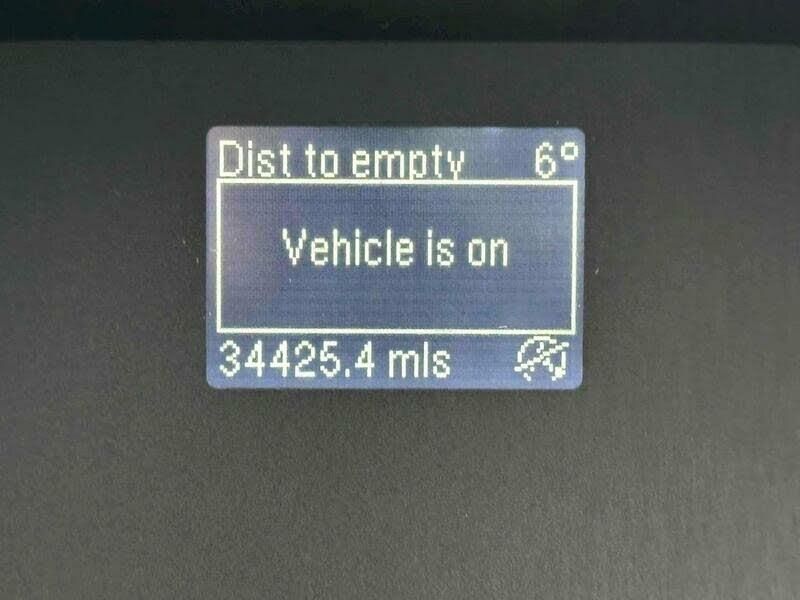 Dist to empty 6°
Vehicle is on
34425.4 mls